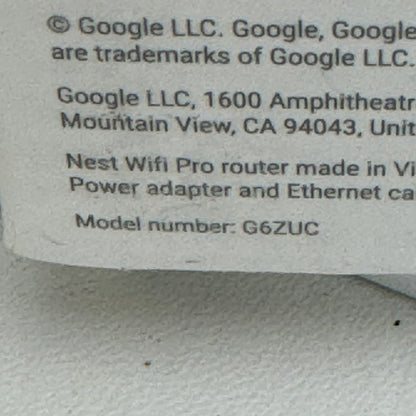 © Google LLC. Google, Google
are trademarks of Google LLC.
Google LLC, 1600 Amphitheatr
Mountain View, CA 94043, Unit
Nest Wifi Pro router made in Vi
Power adapter and Ethernet ca
Model number: G6ZUC